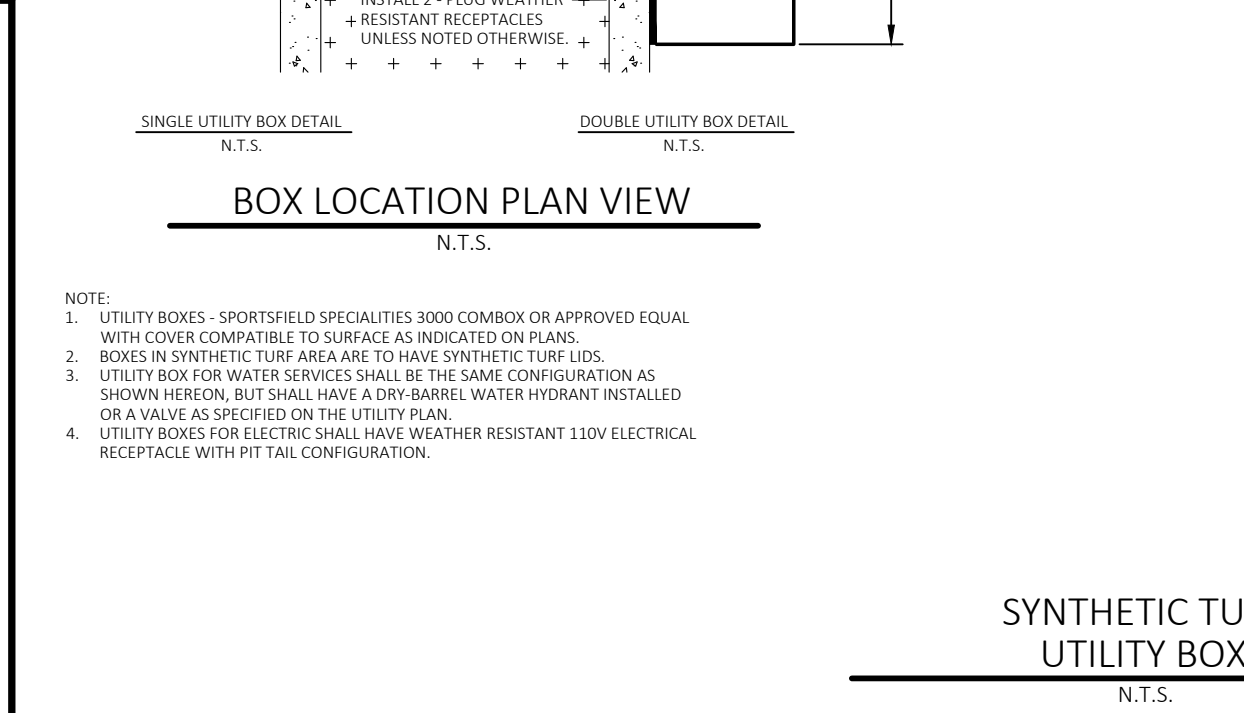 INSTALL 2 - PLUG WEATHER
RESISTANT RECEPTACLES
UNLESS NOTED OTHERWISE.
SINGLE UTILITY BOX DETAIL
N.T.S.
DOUBLE UTILITY BOX DETAIL
N.T.S.
BOX LOCATION PLAN VIEW
N.T.S.
NOTE:
1. UTILITY BOXES - SPORTSFIELD SPECIALITIES 3000 COMBOX OR APPROVED EQUAL
WITH COVER COMPATIBLE TO SURFACE AS INDICATED ON PLANS.
2. BOXES IN SYNTHETIC TURF AREA ARE TO HAVE SYNTHETIC TURF LIDS.
3. UTILITY BOX FOR WATER SERVICES SHALL BE THE SAME CONFIGURATION AS
SHOWN HEREON, BUT SHALL HAVE A DRY-BARREL WATER HYDRANT INSTALLED
OR A VALVE AS SPECIFIED ON THE UTILITY PLAN.
4. UTILITY BOXES FOR ELECTRIC SHALL HAVE WEATHER RESISTANT 110V ELECTRICAL
RECEPTACLE WITH PIT TAIL CONFIGURATION.
SYNTHETIC TU
UTILITY BOX
N.T.S.